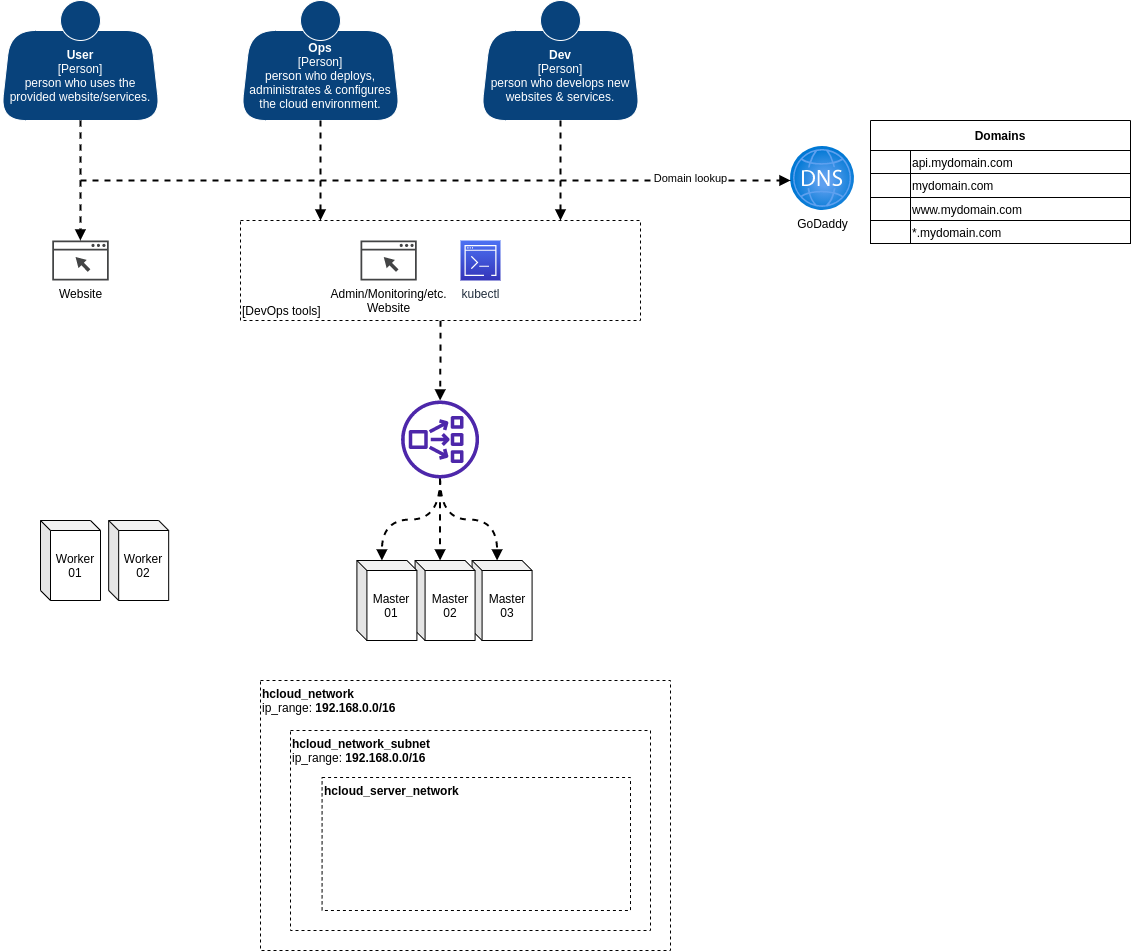 User
[Person]
person who uses the
provided website/services.
Ops
[Person]
person who deploys,
administrates & configures
the cloud environment.
Dev
[Person]
person who develops new
websites & services.
Domain lookup
DNS
GoDaddy
Domains
api.mydomain.com
mydomain.com
www.mydomain.com
*.mydomain.com
Website
Admin/Monitoring/etc.
Website
kubectl
[DevOps tools]
Worker
01
Worker
02
Master
01
Master
02
Master
03
hcloud_network
ip_range: 192.168.0.0/16
hcloud_network_subnet
ip_range: 192.168.0.0/16
hcloud_server_network